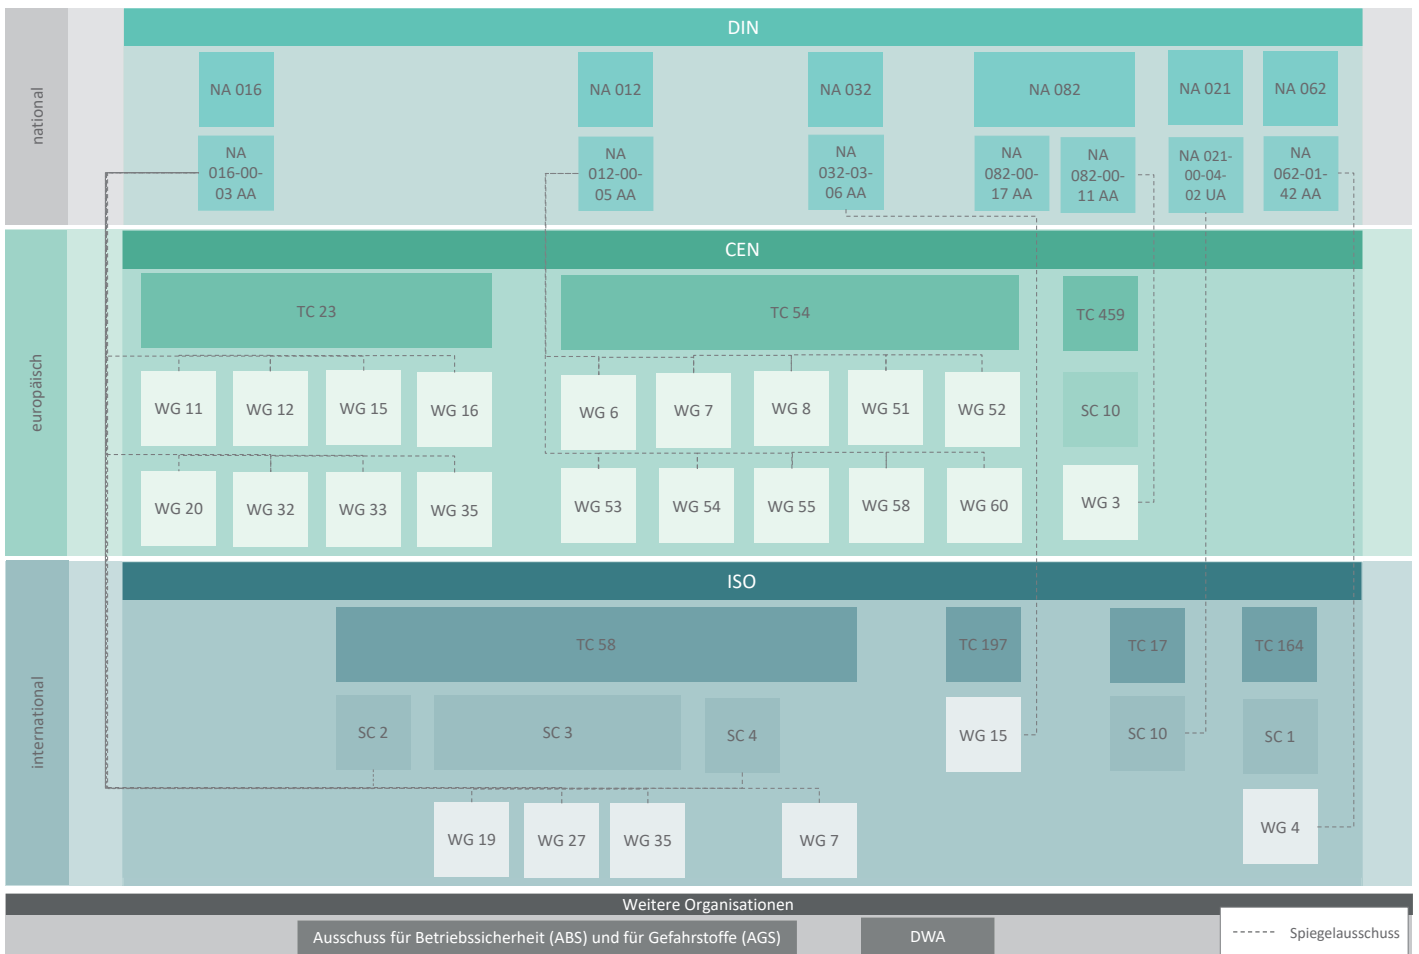 DIN
national
NA 016
NA 012
NA 032
NA 082
NA 021
NA 062
NA
016-00-
03 AA
NA
012-00-
05 AA
NA
032-03-
06 AA
NA
082-00-
17 AA
NA
082-00-
11 AA
NA 021-
00-04-
02 UA
NA
062-01-
42 AA
CEN
europäisch
TC 23
TC 54
TC 459
WG 11
WG 12
WG 15
WG 16
WG 6
WG 7
WG 8
WG 51
WG 52
SC 10
WG 20
WG 32
WG 33
WG 35
WG 53
WG 54
WG 55
WG 58
WG 60
WG 3
ISO
international
TC 58
TC 197
TC 17
TC 164
SC 2
SC 3
SC 4
WG 15
SC 10
SC 1
WG 19
WG 27
WG 35
WG 7
WG 4
Weitere Organisationen
Ausschuss für Betriebssicherheit (ABS) und für Gefahrstoffe (AGS)
DWA
Spiegelausschuss